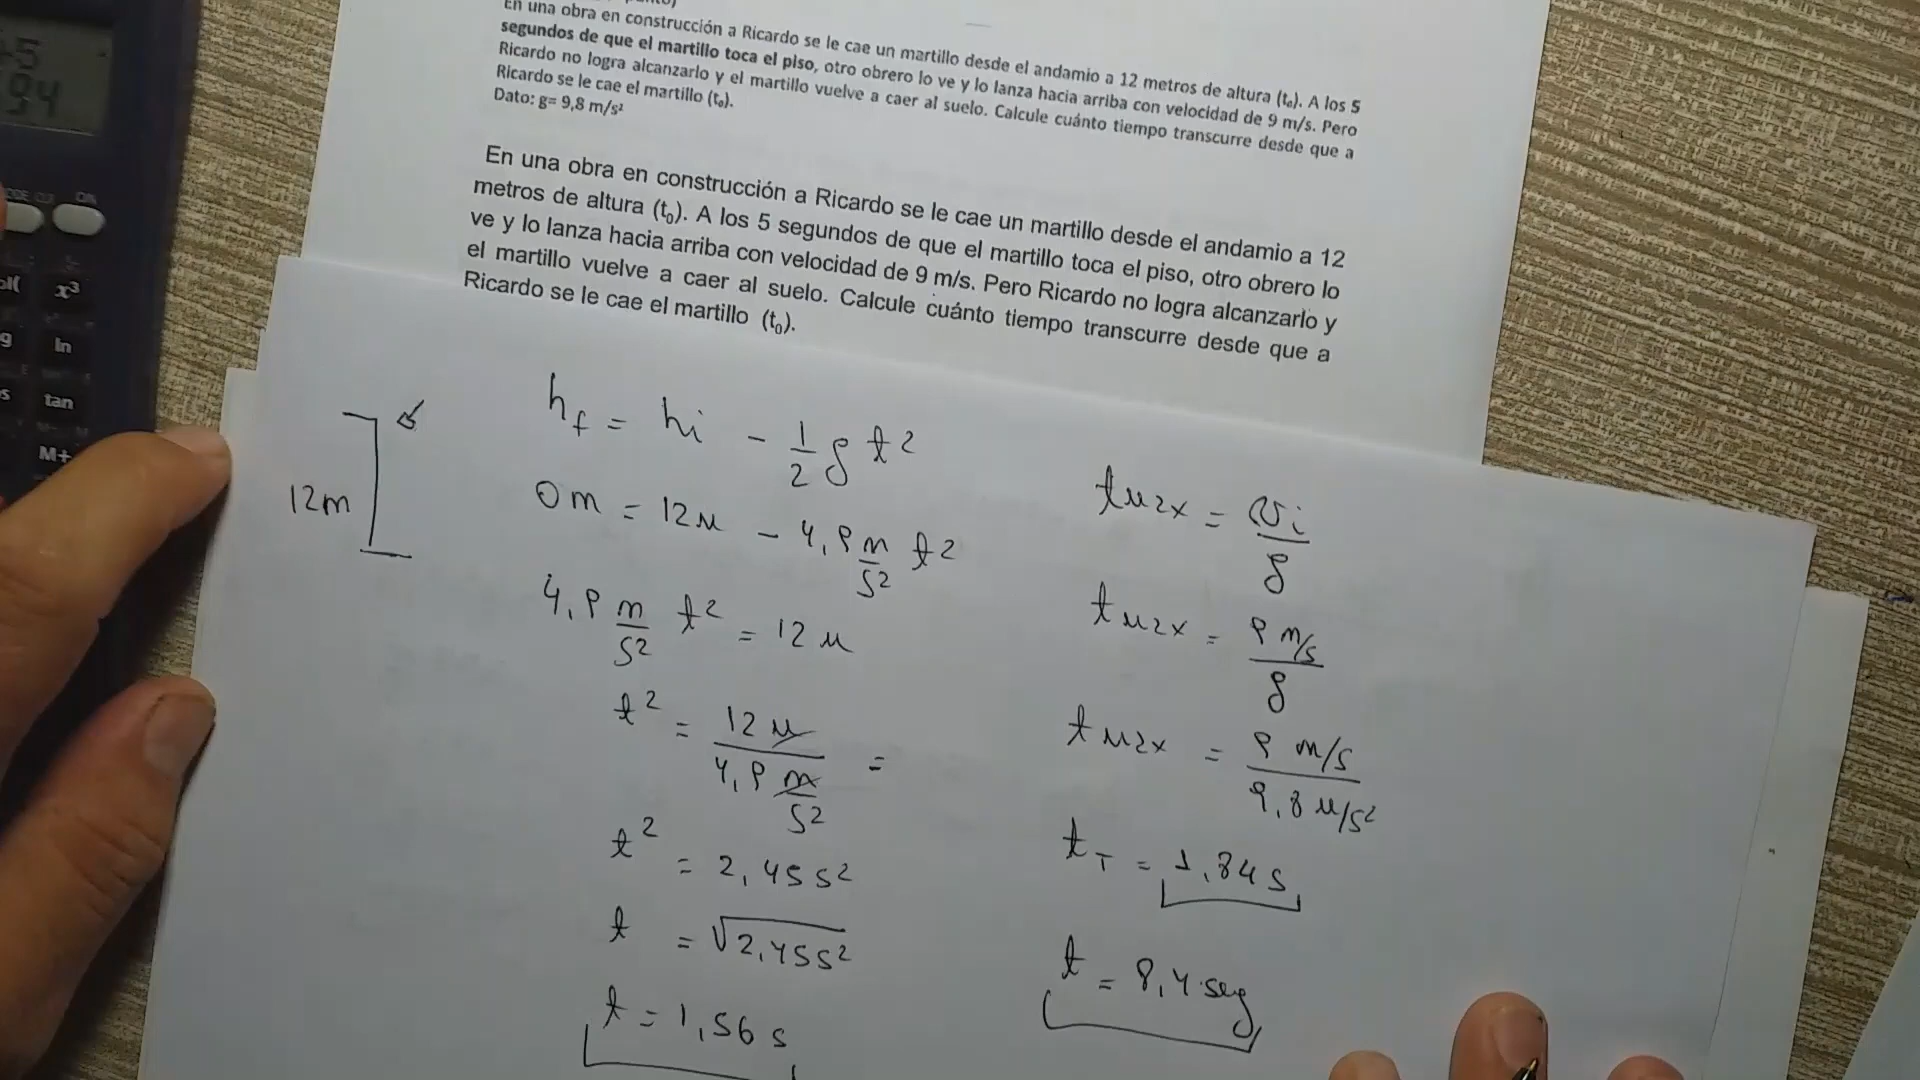 En una obra en construcción a Ricardo se le cae un martillo desde el andamio a 12 metros de altura (t₀). A los 5
segundos de que el martillo toca el piso, otro obrero lo ve y lo lanza hacia arriba con velocidad de 9 m/s. Pero
Ricardo no logra alcanzarlo y el martillo vuelve a caer al suelo. Calcule cuánto tiempo transcurre desde que a
Ricardo se le cae el martillo (t₀).
Dato: g= 9,8 m/s²
En una obra en construcción a Ricardo se le cae un martillo desde el andamio a 12
metros de altura (t₀). A los 5 segundos de que el martillo toca el piso, otro obrero lo
ve y lo lanza hacia arriba con velocidad de 9 m/s. Pero Ricardo no logra alcanzarlo y
el martillo vuelve a caer al suelo. Calcule cuánto tiempo transcurre desde que a
Ricardo se le cae el martillo (t₀).
12m
hf = hi - 1/2 g t²
0m = 12m - 4,9 m/s² t²
4,9 m/s² t² = 12m
t² = 12m / 4,9 m/s² =
t² = 2,45s²
t = √2,45s²
t = 1,56 s
tmax = vi / g
tmax = 9 m/s / g
tmax = 9 m/s / 9,8 m/s²
tT = 1,84 s
t = 8,4 seg
94
x³
ln
tan
M+